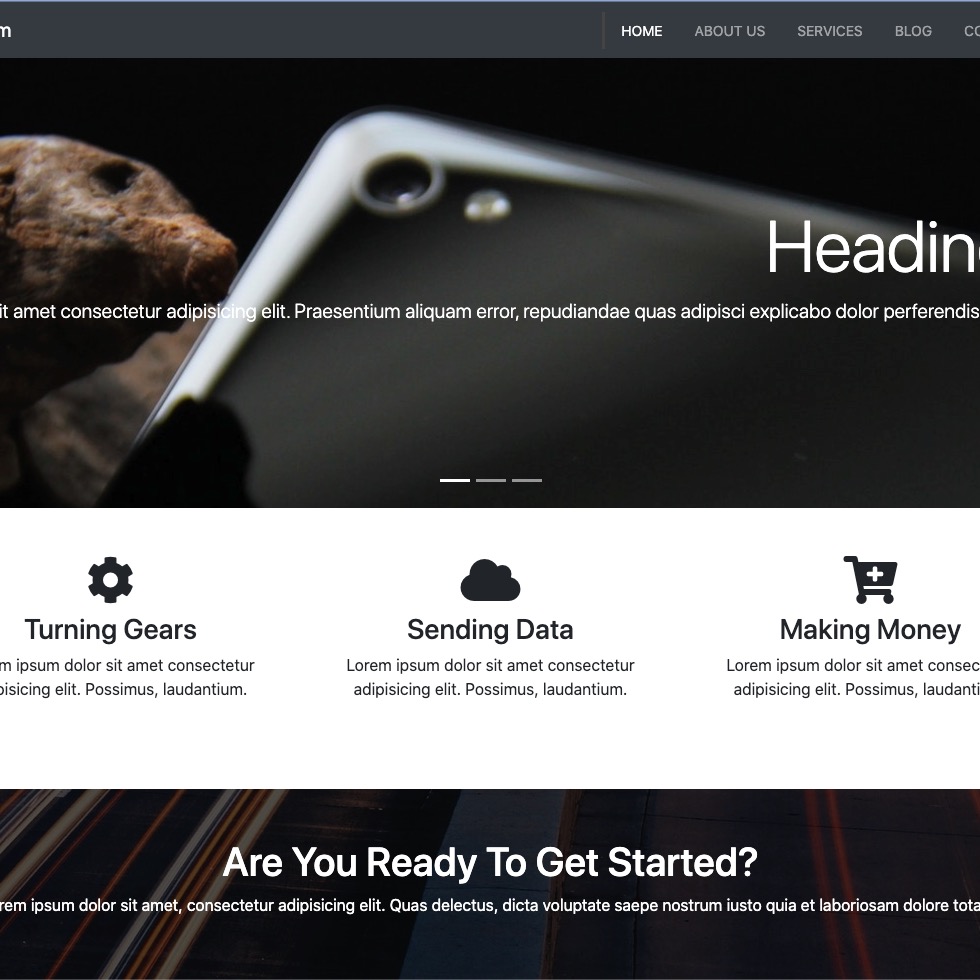 m
HOME ABOUT US SERVICES BLOG CO
Heading
it amet consectetur adipisicing elit. Praesentium aliquam error, repudiandae quas adipisci explicabo dolor perferendis
Turning Gears
Sending Data
Making Money
m ipsum dolor sit amet consectetur
pisicing elit. Possimus, laudantium.
Lorem ipsum dolor sit amet consectetur
adipisicing elit. Possimus, laudantium.
Lorem ipsum dolor sit amet consec
adipisicing elit. Possimus, laudanti
Are You Ready To Get Started?
rem ipsum dolor sit amet, consectetur adipisicing elit. Quas delectus, dicta voluptate saepe nostrum iusto quia et laboriosam dolore tota